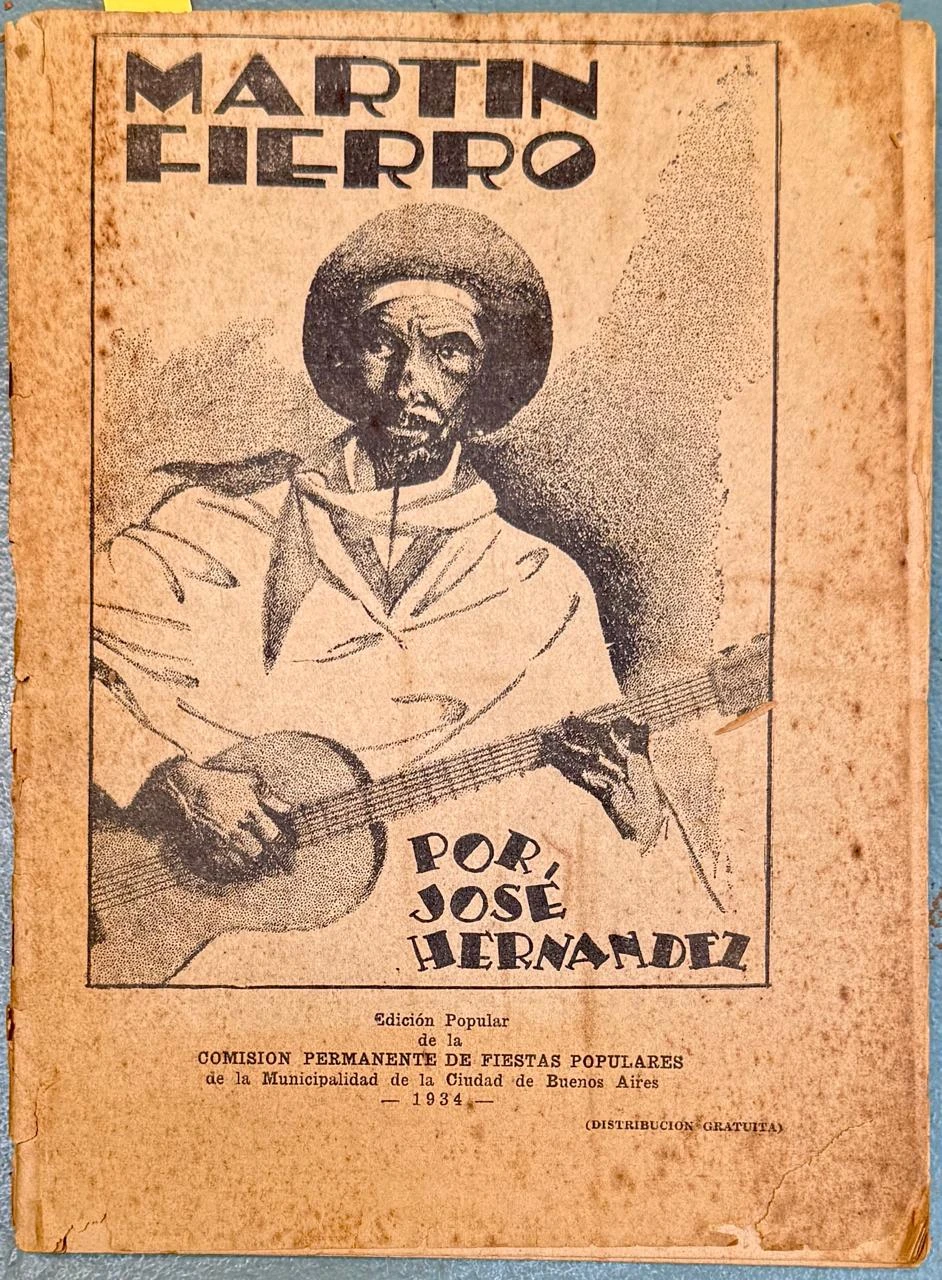 MARTIN
FIERRO
POR,
JOSÉ
HERNANDEZ
Edición Popular
de la
COMISION PERMANENTE DE FIESTAS POPULARES
de la Municipalidad de la Ciudad de Buenos Aires
— 1934 —
(DISTRIBUCION GRATUITA)